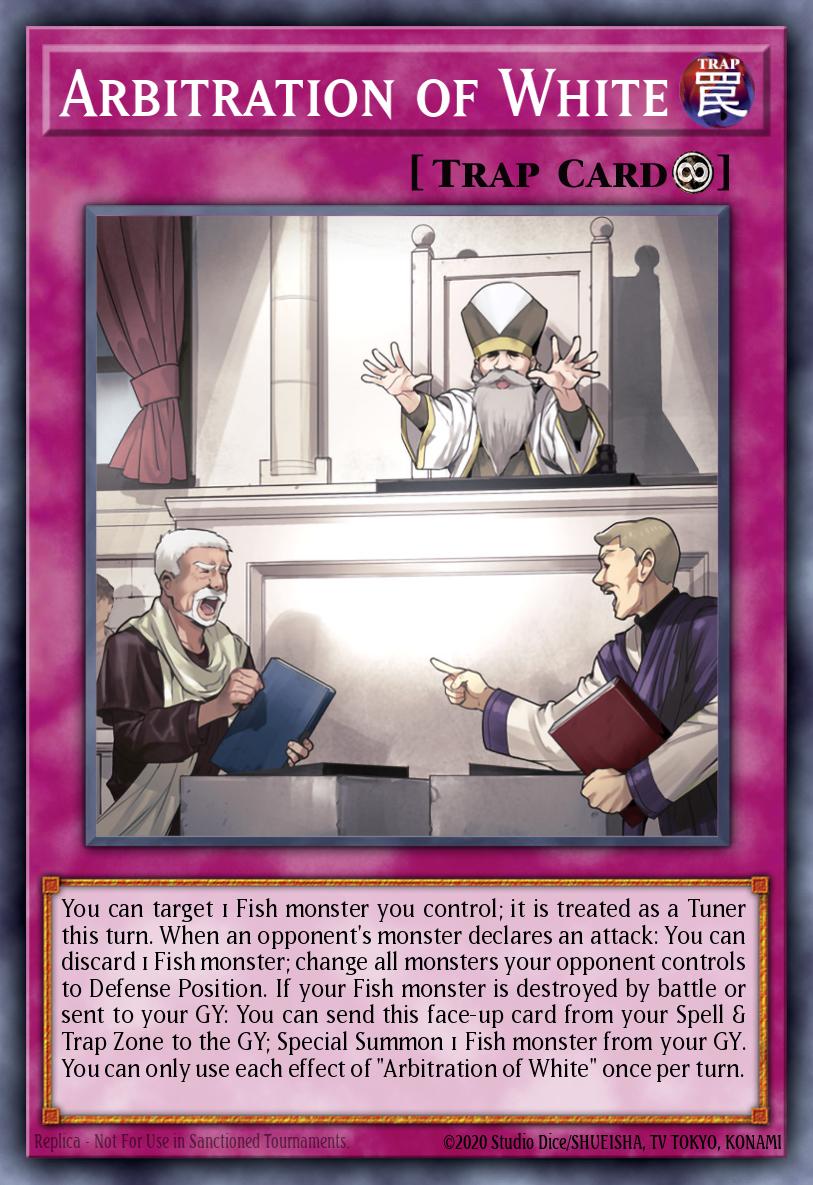 ARBITRATION OF WHITE
TRAP
罠
[TRAP CARD]
You can target 1 Fish monster you control; it is treated as a Tuner
this turn. When an opponent's monster declares an attack: You can
discard 1 Fish monster; change all monsters your opponent controls
to Defense Position. If your Fish monster is destroyed by battle or
sent to your GY: You can send this face-up card from your Spell &
Trap Zone to the GY; Special Summon 1 Fish monster from your GY.
You can only use each effect of "Arbitration of White" once per turn.
Replica - Not For Use in Sanctioned Tournaments.
©2020 Studio Dice/SHUEISHA, TV TOKYO, KONAMI